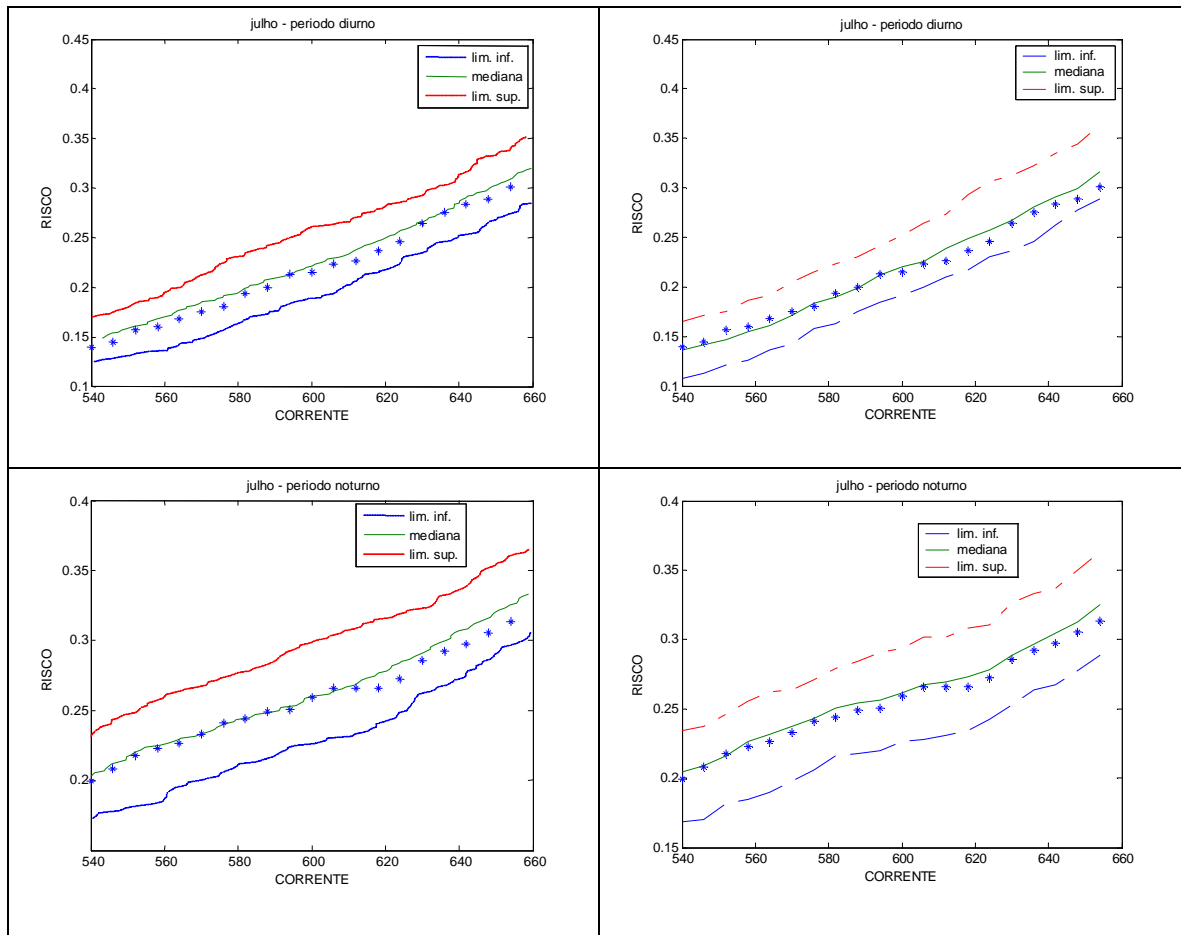 julho - periodo diurno
0.45
0.4
0.35
0.3
0.25
0.2
0.15
0.1
RISCO
lim. inf.
mediana
lim. sup.
540 560 580 600 620 640 660
CORRENTE
julho - periodo diurno
0.45
0.4
0.35
0.3
0.25
0.2
0.15
0.1
RISCO
lim. inf.
mediana
lim. sup.
540 560 580 600 620 640 660
CORRENTE
julho - periodo noturno
0.4
0.35
0.3
0.25
0.2
RISCO
lim. inf.
mediana
lim. sup.
540 560 580 600 620 640 660
CORRENTE
julho - periodo noturno
0.4
0.35
0.3
0.25
0.2
0.15
RISCO
lim. inf.
mediana
lim. sup.
540 560 580 600 620 640 660
CORRENTE